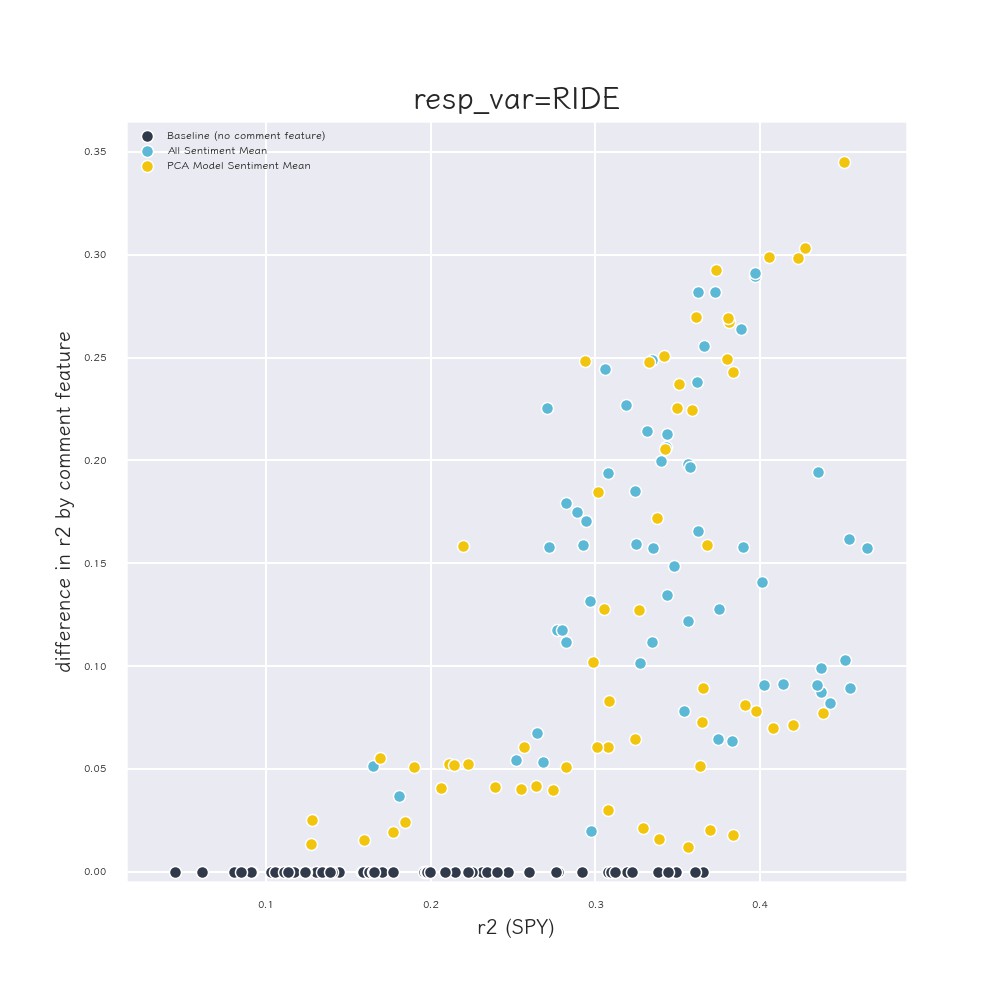 resp_var=RIDE
Baseline (no comment feature)
All Sentiment Mean
PCA Model Sentiment Mean
0.35
0.30
0.25
0.20
0.15
0.10
0.05
0.00
difference in r2 by comment feature
0.1 0.2 0.3 0.4
r2 (SPY)